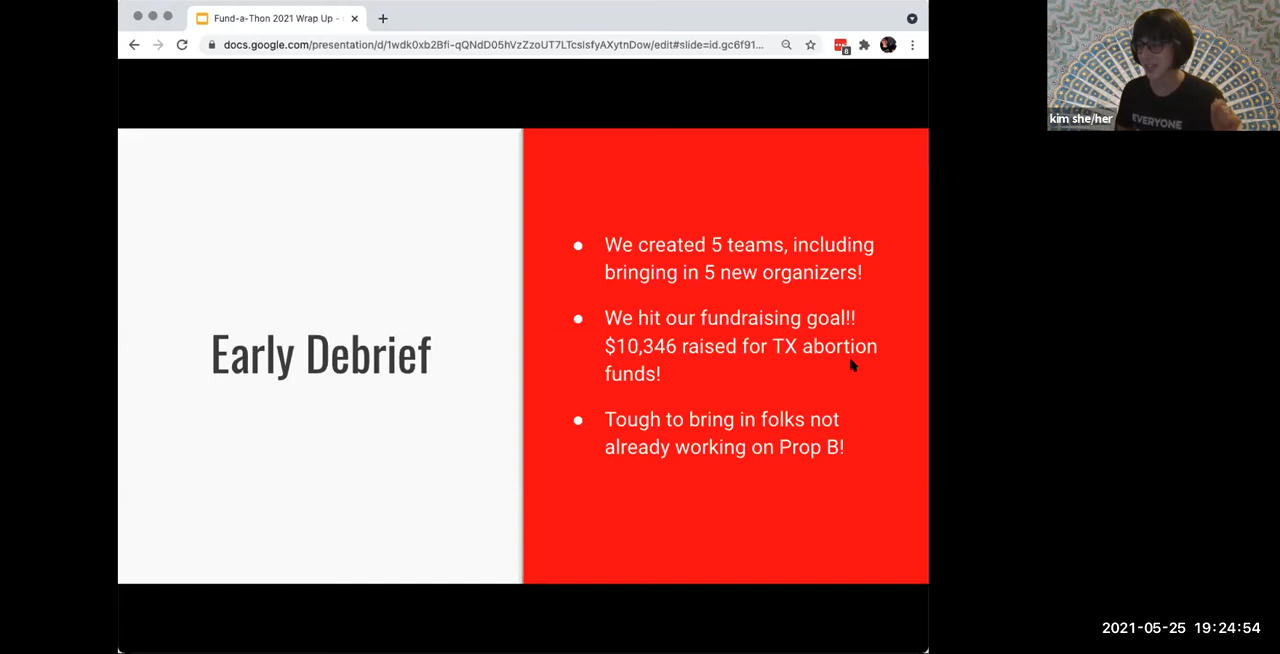 Fund-a-Thon 2021 Wrap Up -
docs.google.com/presentation/d/1wdk0xb2Bfi-qQNdD05hVzZzoUT7LTcslsfyAXytnDow/edit#slide=id.gc6f91...
8
kim she/her
EVERYONE
Early Debrief
● We created 5 teams, including
bringing in 5 new organizers!
● We hit our fundraising goal!!
$10,346 raised for TX abortion
funds!
● Tough to bring in folks not
already working on Prop B!
2021-05-25 19:24:54